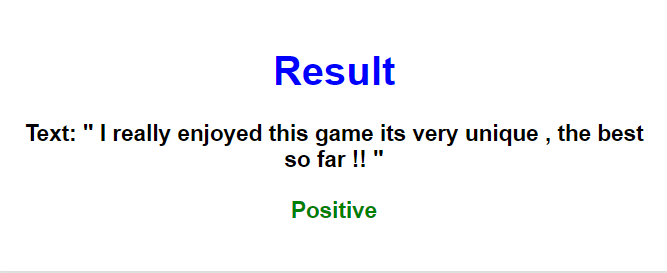 Result
Text: " I really enjoyed this game its very unique , the best
so far !! "
Positive